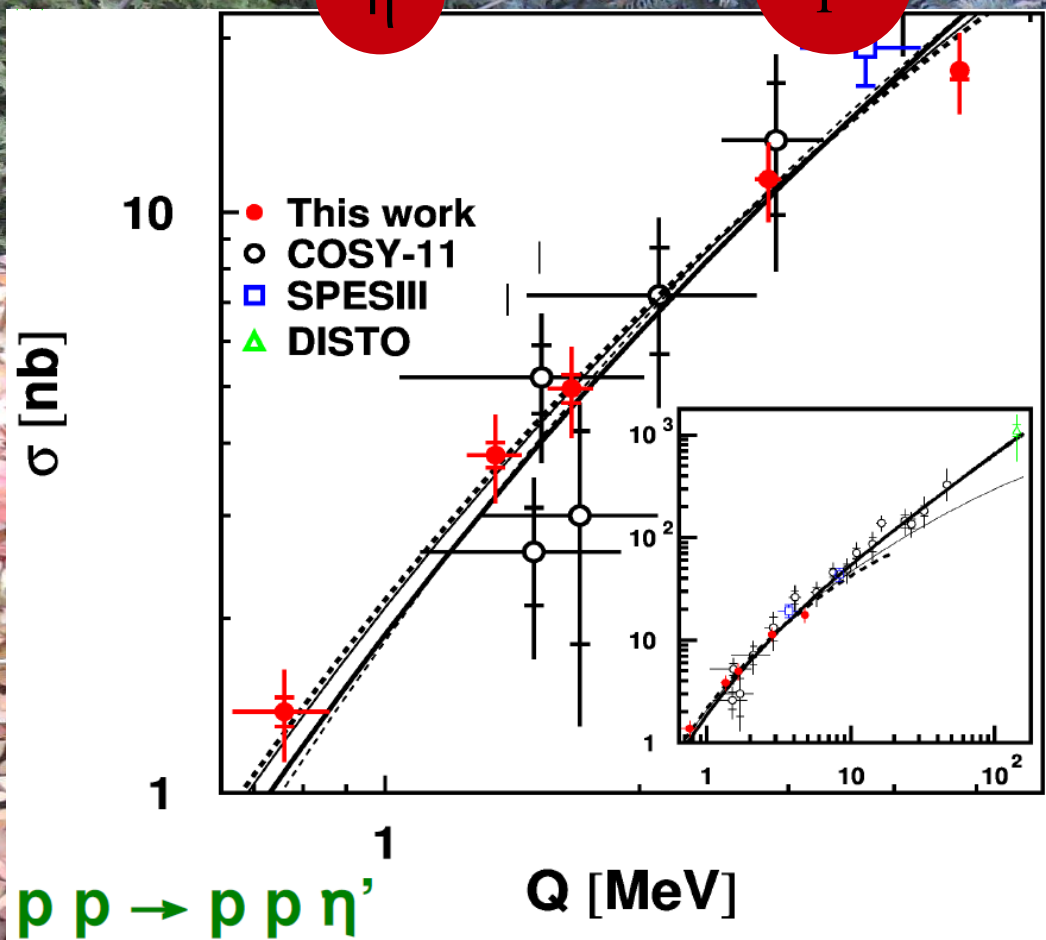 η
10
This work
COSY-11
SPESIII
DISTO
σ [nb]
10³
10²
10
1
1 10 10²
1
1
Q [MeV]
p p → p p η’